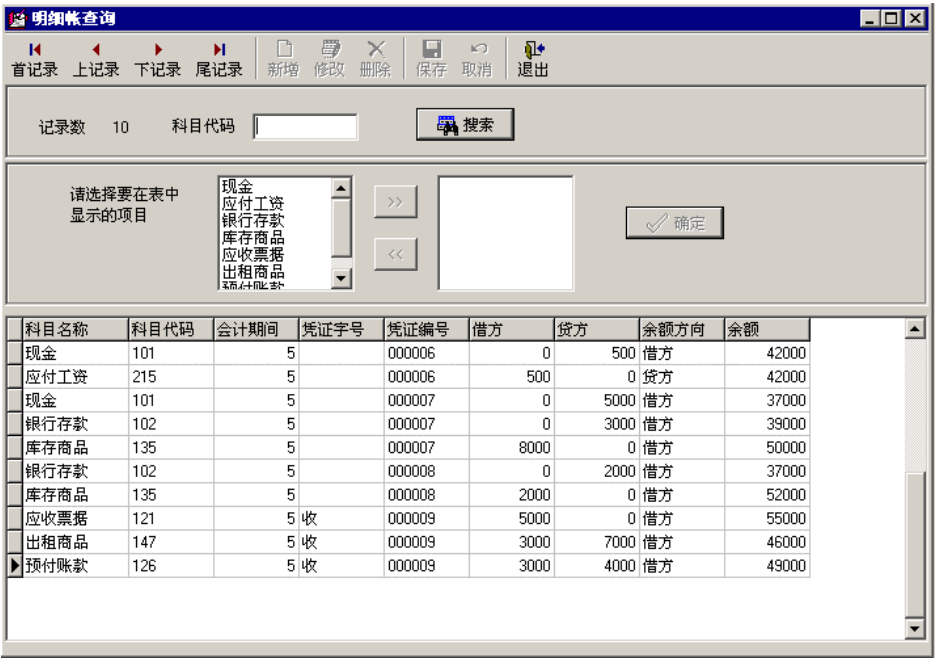 明细帐查询
首记录 上记录 下记录 尾记录 新增 修改 删除 保存 取消 退出
记录数 10 科目代码 搜索
请选择要在表中
显示的项目
现金
应付工资
银行存款
库存商品
应收票据
出租商品
预付账款
>>
<<
确定
科目名称 科目代码 会计期间 凭证字号 凭证编号 借方 贷方 余额方向 余额
现金 101 5 000006 0 500 借方 42000
应付工资 215 5 000006 500 0 贷方 42000
现金 101 5 000007 0 5000 借方 37000
银行存款 102 5 000007 0 3000 借方 39000
库存商品 135 5 000007 8000 0 借方 50000
银行存款 102 5 000008 0 2000 借方 37000
库存商品 135 5 000008 2000 0 借方 52000
应收票据 121 5 收 000009 5000 0 借方 55000
出租商品 147 5 收 000009 3000 7000 借方 46000
预付账款 126 5 收 000009 3000 4000 借方 49000